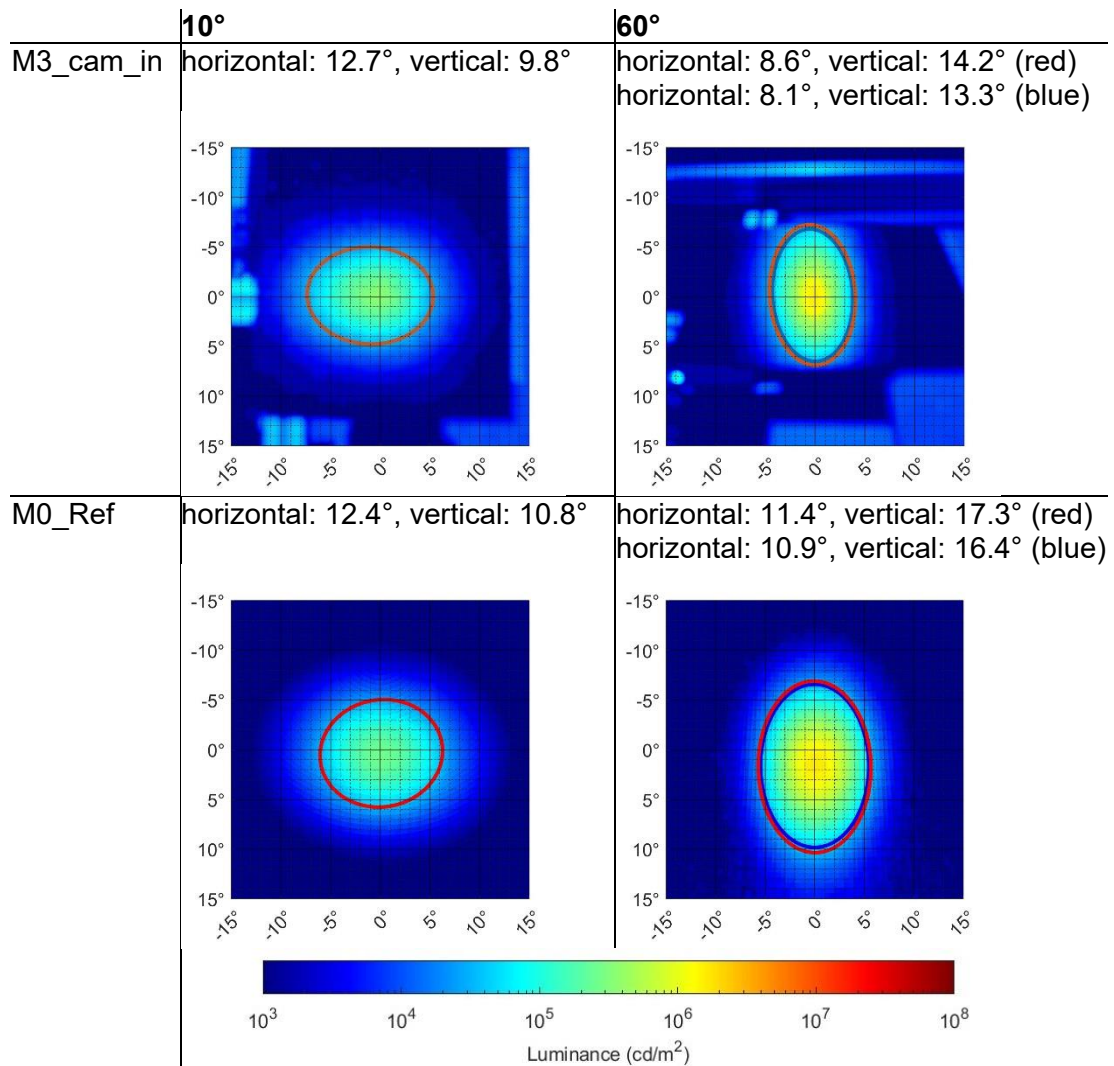 10° 60°
M3_cam_in horizontal: 12.7°, vertical: 9.8° horizontal: 8.6°, vertical: 14.2° (red)
horizontal: 8.1°, vertical: 13.3° (blue)
-15° -15°
-10° -10°
-5° -5°
0° 0°
5° 5°
10° 10°
15° 15°
-15° -10° -5° 0° 5° 10° 15° -15° -10° -5° 0° 5° 10° 15°
M0_Ref horizontal: 12.4°, vertical: 10.8° horizontal: 11.4°, vertical: 17.3° (red)
horizontal: 10.9°, vertical: 16.4° (blue)
-15° -15°
-10° -10°
-5° -5°
0° 0°
5° 5°
10° 10°
15° 15°
-15° -10° -5° 0° 5° 10° 15° -15° -10° -5° 0° 5° 10° 15°
10³ 10⁴ 10⁵ 10⁶ 10⁷ 10⁸
Luminance (cd/m²)